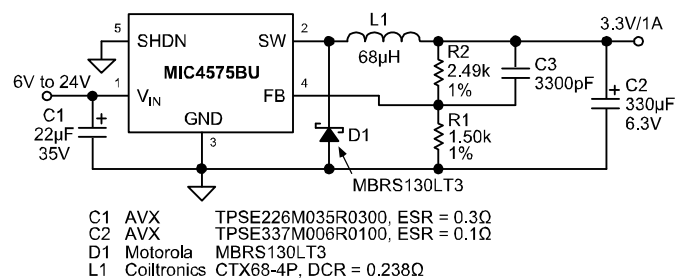 L1
3.3V/1A
5
SHDN
SW
2
68µH
R2
2.49k
1%
C3
3300pF
MIC4575BU
6V to 24V
1
VIN
FB
4
C2
330µF
6.3V
+
C1
22µF
35V
+
GND
3
D1
R1
1.50k
1%
MBRS130LT3
C1 AVX TPSE226M035R0300, ESR = 0.3Ω
C2 AVX TPSE337M006R0100, ESR = 0.1Ω
D1 Motorola MBRS130LT3
L1 Coiltronics CTX68-4P, DCR = 0.238Ω